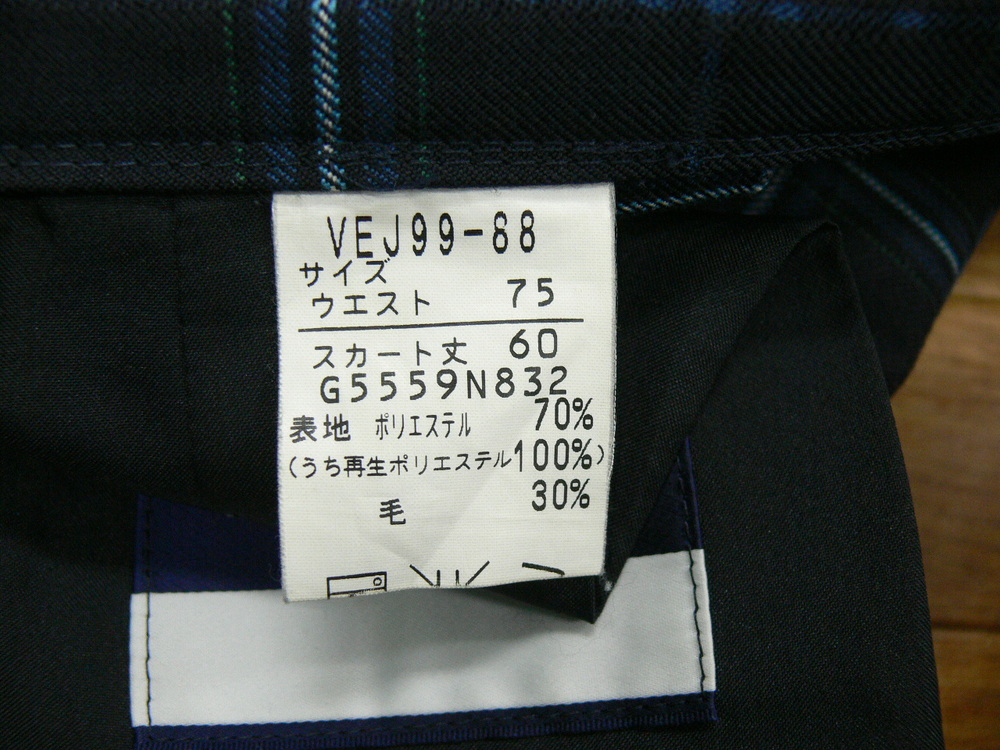 VEJ99-88
サイズ
ウエスト 75
スカート丈 60
G5559N832
表地 ポリエステル 70%
(うち再生ポリエステル100%)
毛 30%